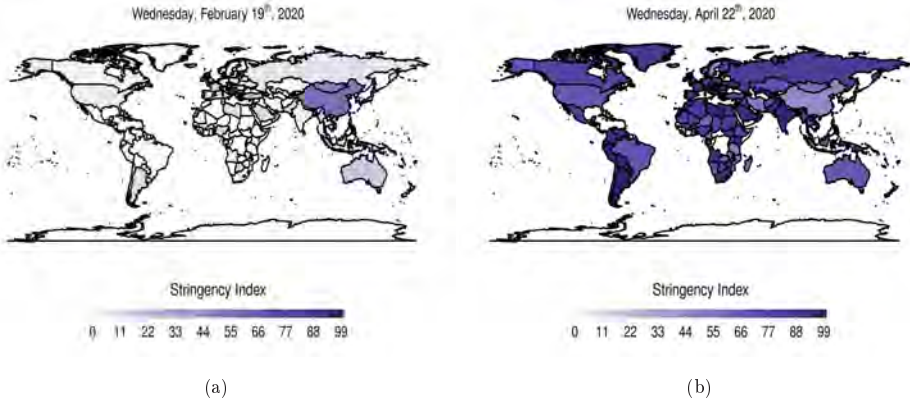 Wednesday, February 19th, 2020
Stringency Index
0 11 22 33 44 55 66 77 88 99
(a)
Wednesday, April 22th, 2020
Stringency Index
0 11 22 33 44 55 66 77 88 99
(b)